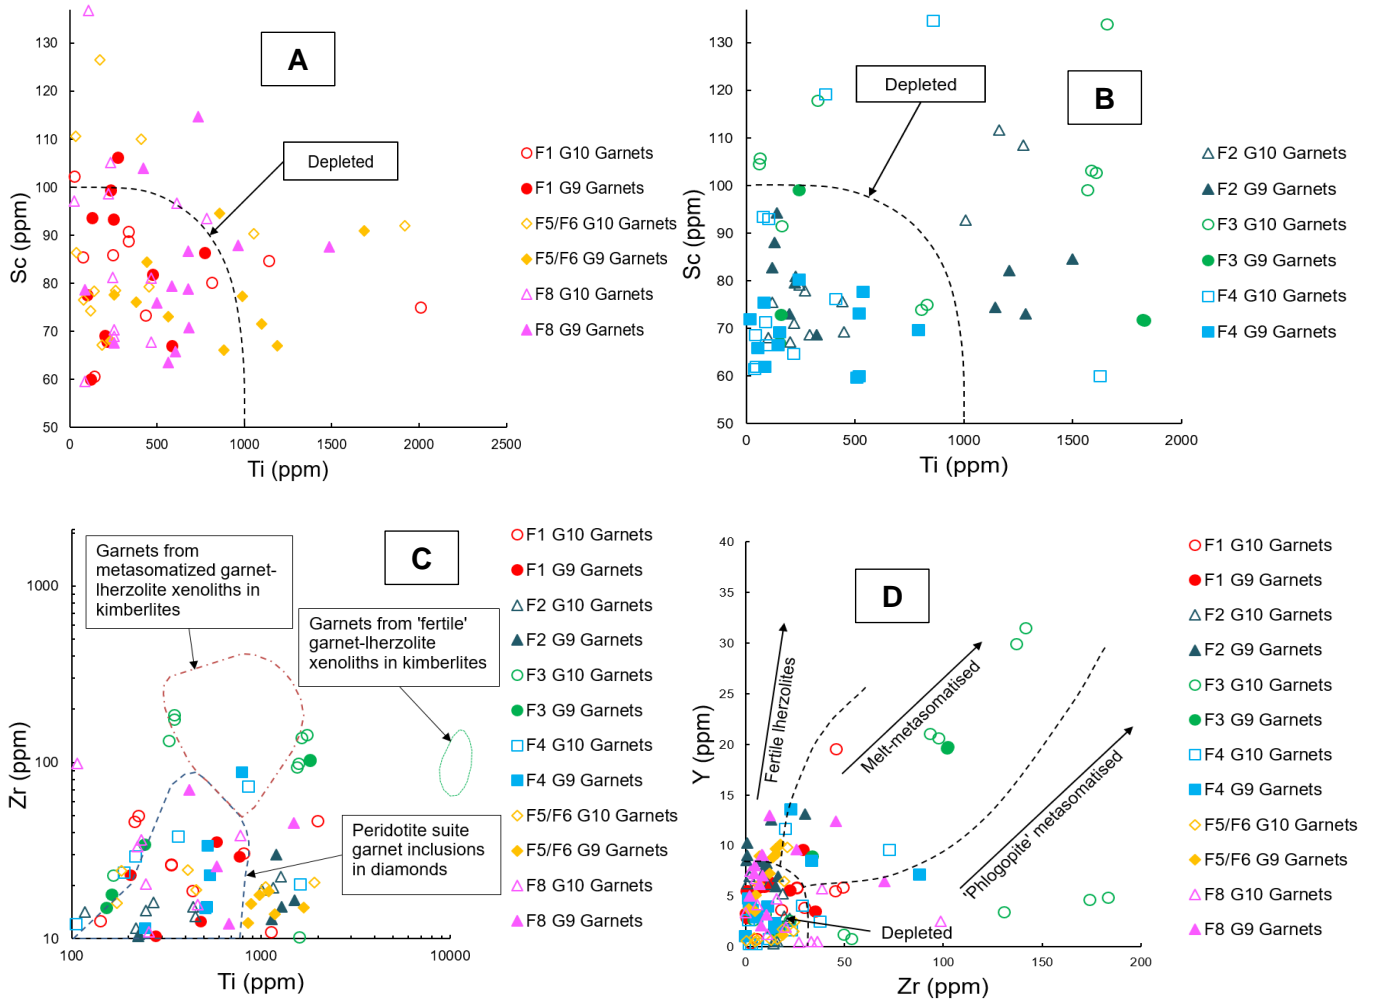 A
Depleted
130
120
110
100
90
80
70
60
50
Sc (ppm)
0
500
1000
1500
2000
2500
Ti (ppm)
F1 G10 Garnets
F1 G9 Garnets
F5/F6 G10 Garnets
F5/F6 G9 Garnets
F8 G10 Garnets
F8 G9 Garnets
B
Depleted
130
120
110
100
90
80
70
60
50
Sc (ppm)
0
500
1000
1500
2000
Ti (ppm)
F2 G10 Garnets
F2 G9 Garnets
F3 G10 Garnets
F3 G9 Garnets
F4 G10 Garnets
F4 G9 Garnets
C
Garnets from
metasomatized garnet-
lherzolite xenoliths in
kimberlites
Garnets from 'fertile'
garnet-lherzolite
xenoliths in kimberlites
Peridotite suite
garnet inclusions
in diamonds
1000
100
10
Zr (ppm)
100
1000
10000
Ti (ppm)
F1 G10 Garnets
F1 G9 Garnets
F2 G10 Garnets
F2 G9 Garnets
F3 G10 Garnets
F3 G9 Garnets
F4 G10 Garnets
F4 G9 Garnets
F5/F6 G10 Garnets
F5/F6 G9 Garnets
F8 G10 Garnets
F8 G9 Garnets
D
Fertile lherzolites
Melt-metasomatised
'Phlogopite' metasomatised
Depleted
40
35
30
25
20
15
10
5
0
Y (ppm)
0
50
100
150
200
Zr (ppm)
F1 G10 Garnets
F1 G9 Garnets
F2 G10 Garnets
F2 G9 Garnets
F3 G10 Garnets
F3 G9 Garnets
F4 G10 Garnets
F4 G9 Garnets
F5/F6 G10 Garnets
F5/F6 G9 Garnets
F8 G10 Garnets
F8 G9 Garnets